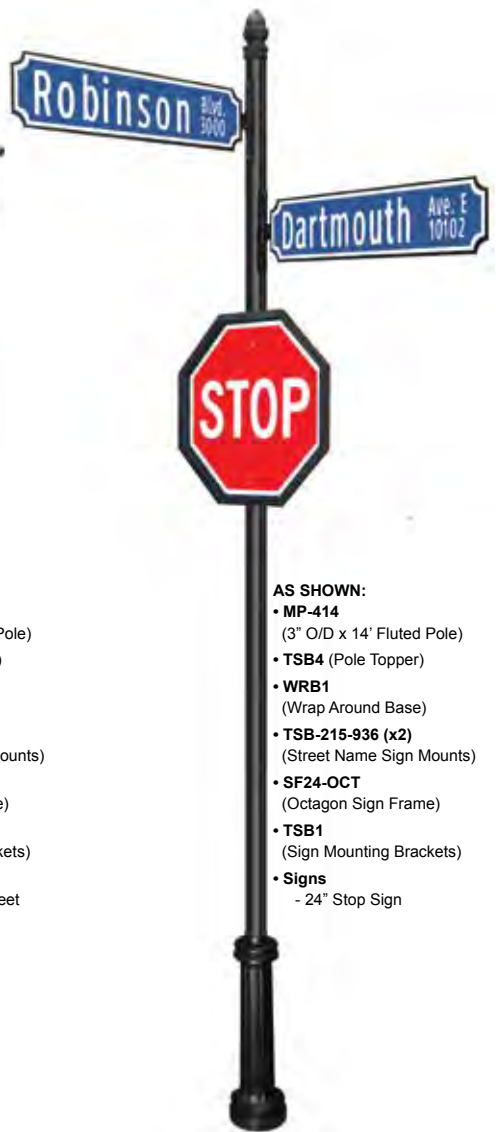 Robinson Blvd.
3000
Dartmouth Ave. E
10102
STOP
Pole)
)
ounts)
e)
kets)
eet
AS SHOWN:
• MP-414
(3” O/D x 14’ Fluted Pole)
• TSB4 (Pole Topper)
• WRB1
(Wrap Around Base)
• TSB-215-936 (x2)
(Street Name Sign Mounts)
• SF24-OCT
(Octagon Sign Frame)
• TSB1
(Sign Mounting Brackets)
• Signs
- 24” Stop Sign